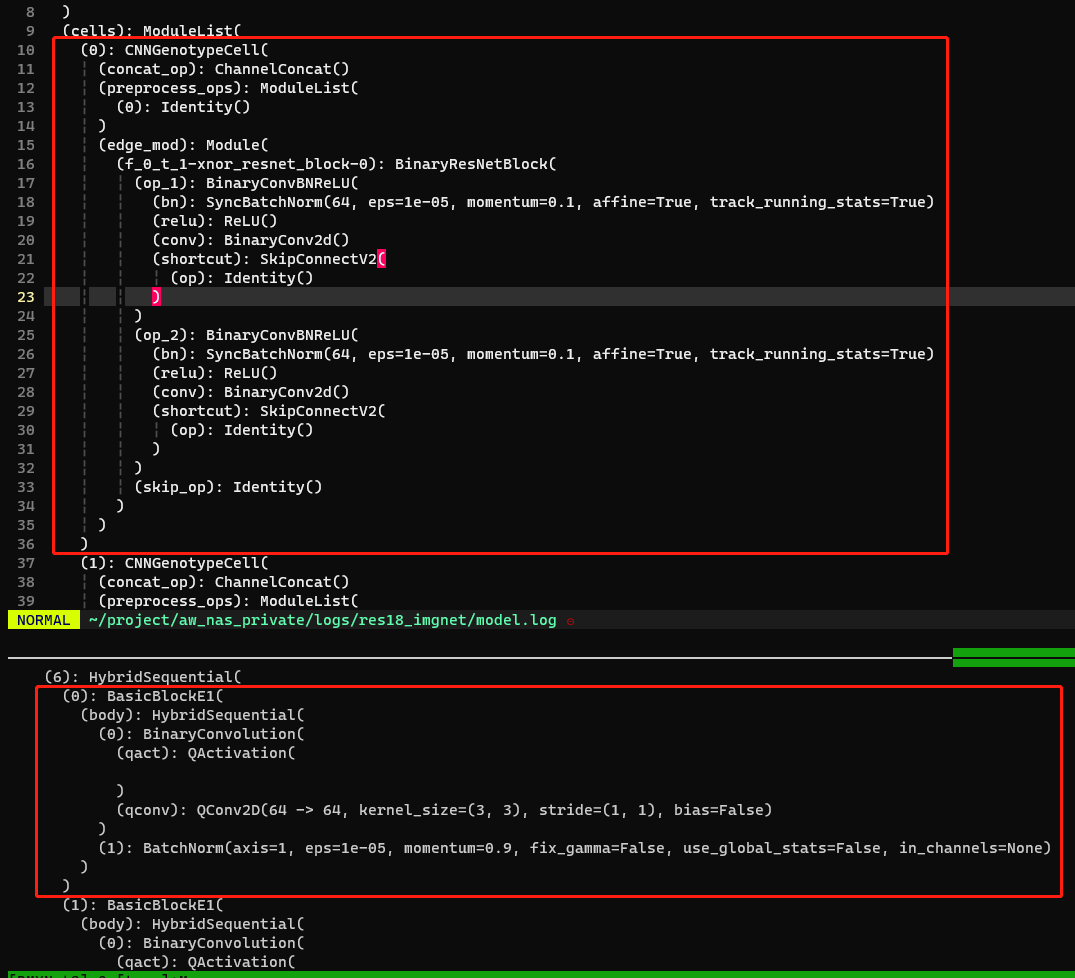 8 )
9 (cells): ModuleList(
10 (0): CNNGenotypeCell(
11 (concat_op): ChannelConcat()
12 (preprocess_ops): ModuleList(
13 (0): Identity()
14 )
15 (edge_mod): Module(
16 (f_0_t_1-xnor_resnet_block-0): BinaryResNetBlock(
17 (op_1): BinaryConvBNReLU(
18 (bn): SyncBatchNorm(64, eps=1e-05, momentum=0.1, affine=True, track_running_stats=True)
19 (relu): ReLU()
20 (conv): BinaryConv2d()
21 (shortcut): SkipConnectV2(
22 (op): Identity()
23 )
24 )
25 (op_2): BinaryConvBNReLU(
26 (bn): SyncBatchNorm(64, eps=1e-05, momentum=0.1, affine=True, track_running_stats=True)
27 (relu): ReLU()
28 (conv): BinaryConv2d()
29 (shortcut): SkipConnectV2(
30 (op): Identity()
31 )
32 )
33 (skip_op): Identity()
34 )
35 )
36 )
37 (1): CNNGenotypeCell(
38 (concat_op): ChannelConcat()
39 (preprocess_ops): ModuleList(
NORMAL ~/project/aw_nas_private/logs/res18_imgnet/model.log
(6): HybridSequential(
(0): BasicBlockE1(
(body): HybridSequential(
(0): BinaryConvolution(
(qact): QActivation(
)
(qconv): QConv2D(64 -> 64, kernel_size=(3, 3), stride=(1, 1), bias=False)
)
(1): BatchNorm(axis=1, eps=1e-05, momentum=0.9, fix_gamma=False, use_global_stats=False, in_channels=None)
)
)
(1): BasicBlockE1(
(body): HybridSequential(
(0): BinaryConvolution(
(qact): QActivation(